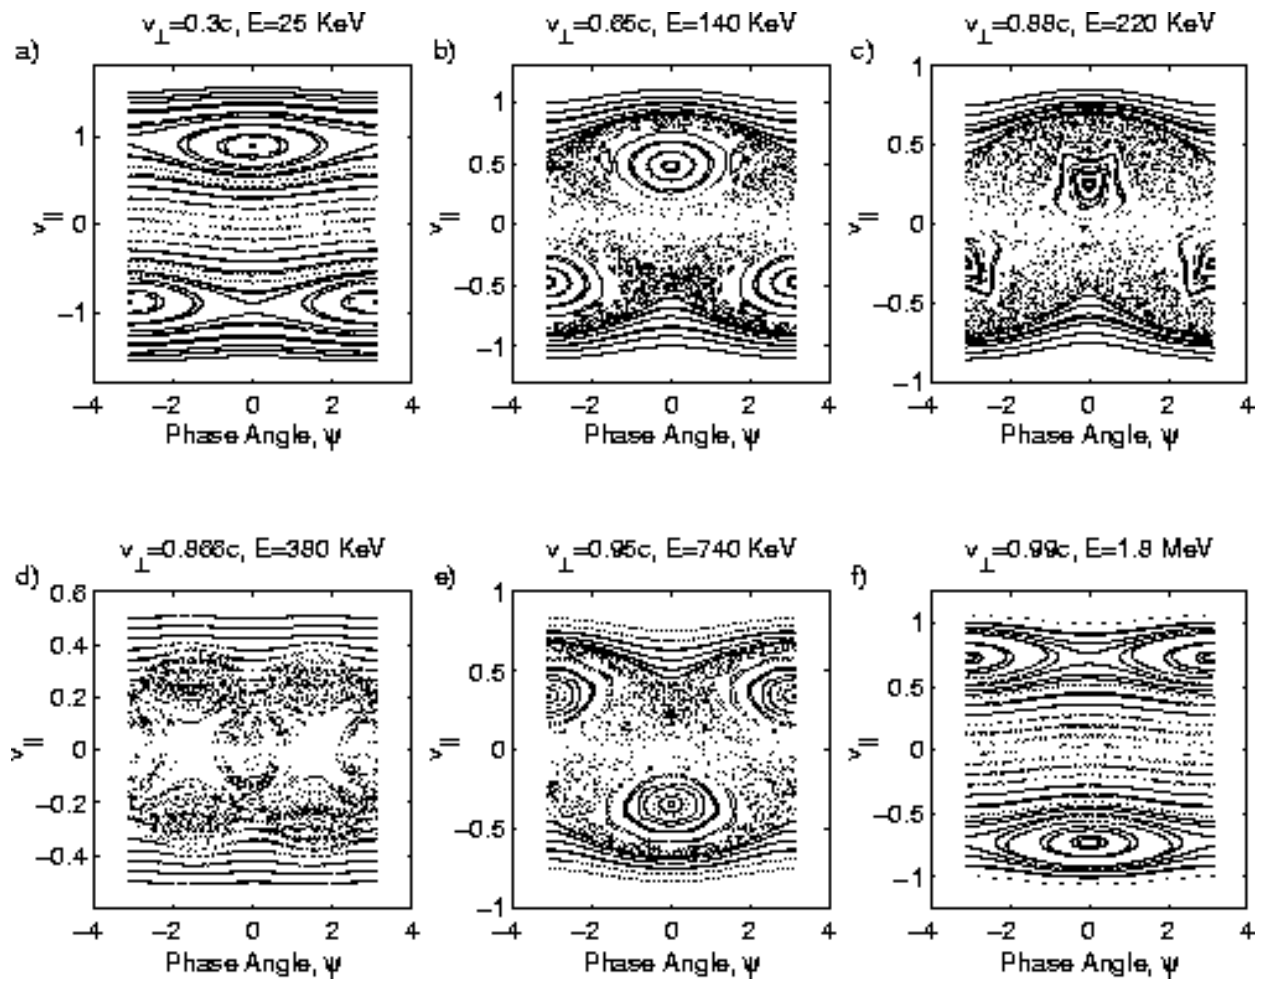 a) v⊥=0.3c, E=25 KeV
1
0
−1
v||
−4 −2 0 2 4
Phase Angle, ψ
b) v⊥=0.65c, E=140 KeV
1
0.5
0
−0.5
−1
v||
−4 −2 0 2 4
Phase Angle, ψ
c) v⊥=0.88c, E=220 KeV
1
0.5
0
−0.5
−1
v||
−4 −2 0 2 4
Phase Angle, ψ
d) v⊥=0.866c, E=380 KeV
0.6
0.4
0.2
0
−0.2
−0.4
v||
−4 −2 0 2 4
Phase Angle, ψ
e) v⊥=0.95c, E=740 KeV
1
0.5
0
−0.5
−1
v||
−4 −2 0 2 4
Phase Angle, ψ
f) v⊥=0.99c, E=1.8 MeV
1
0.5
0
−0.5
−1
v||
−4 −2 0 2 4
Phase Angle, ψ